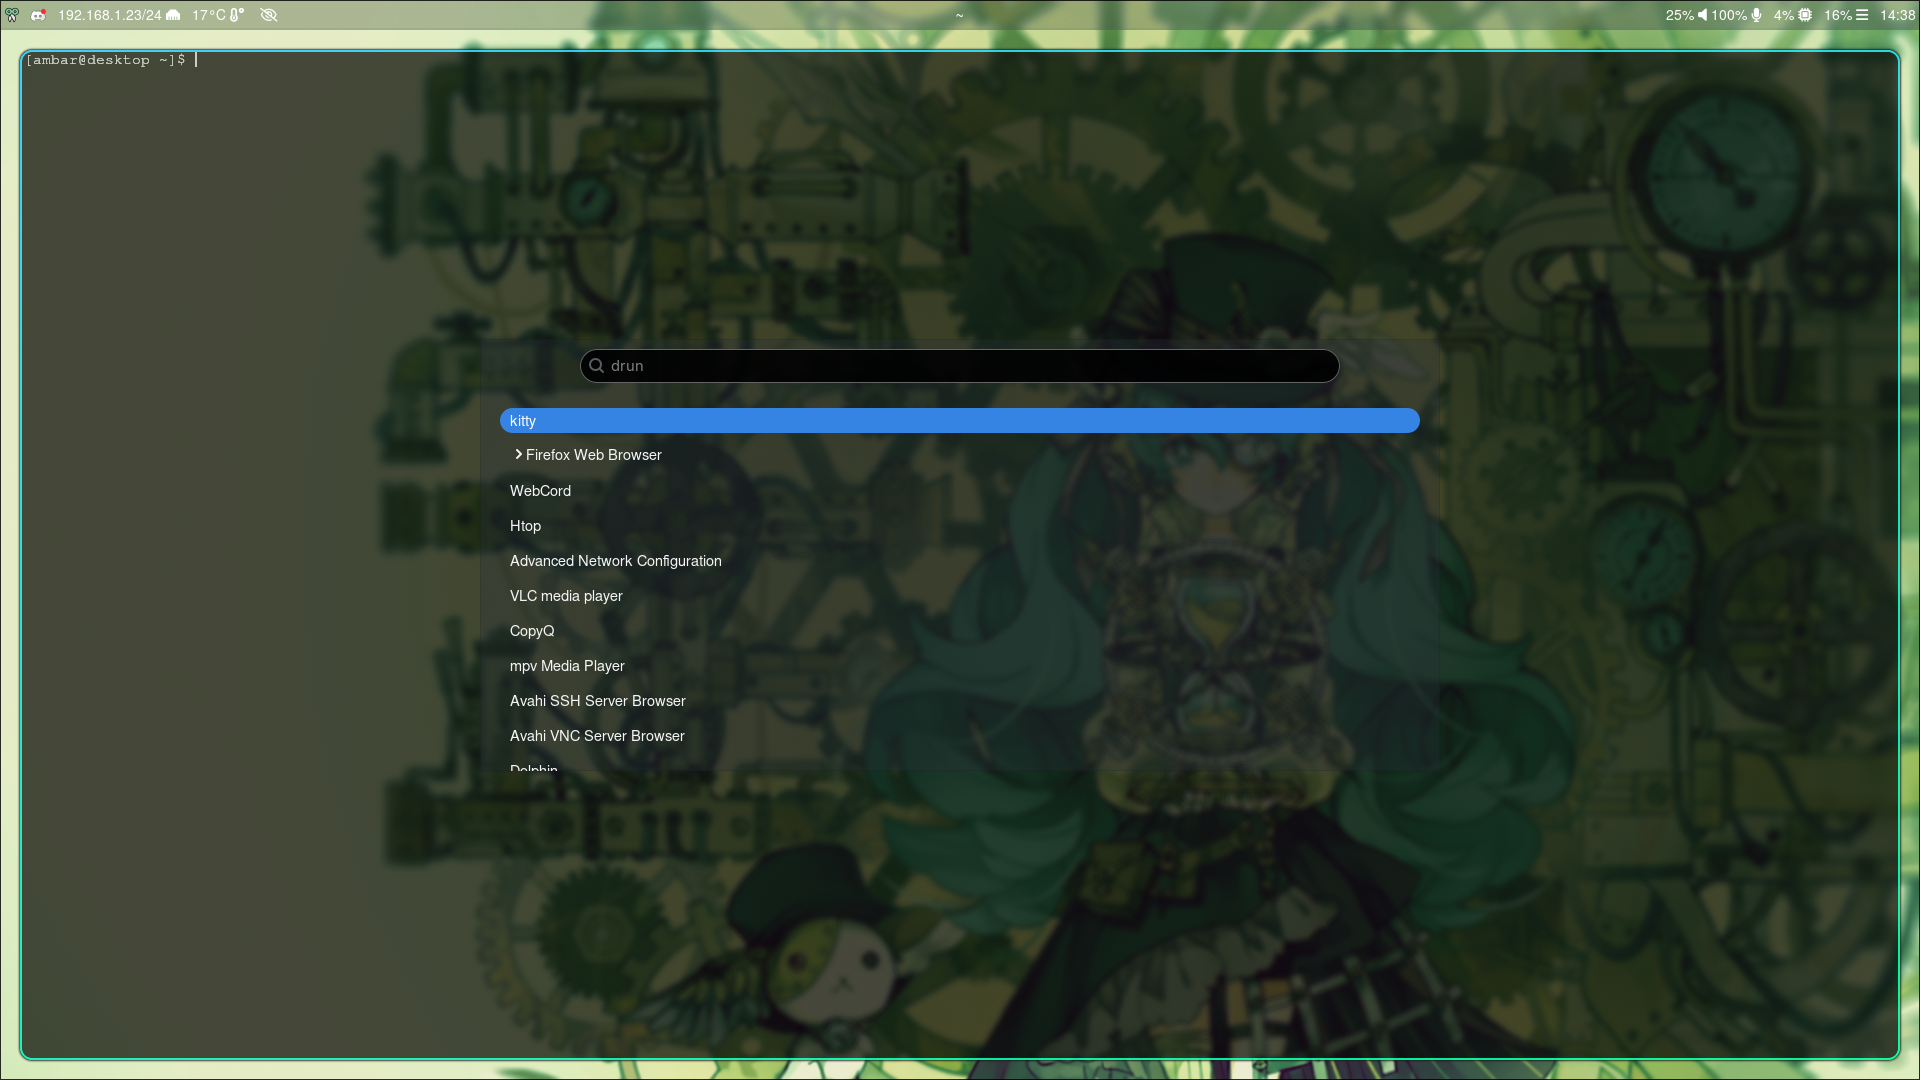 192.168.1.23/24 17°C ~ 25% 100% 4% 16% 14:38
[ambar@desktop ~]$
drun
kitty
Firefox Web Browser
WebCord
Htop
Advanced Network Configuration
VLC media player
CopyQ
mpv Media Player
Avahi SSH Server Browser
Avahi VNC Server Browser
Dolphin